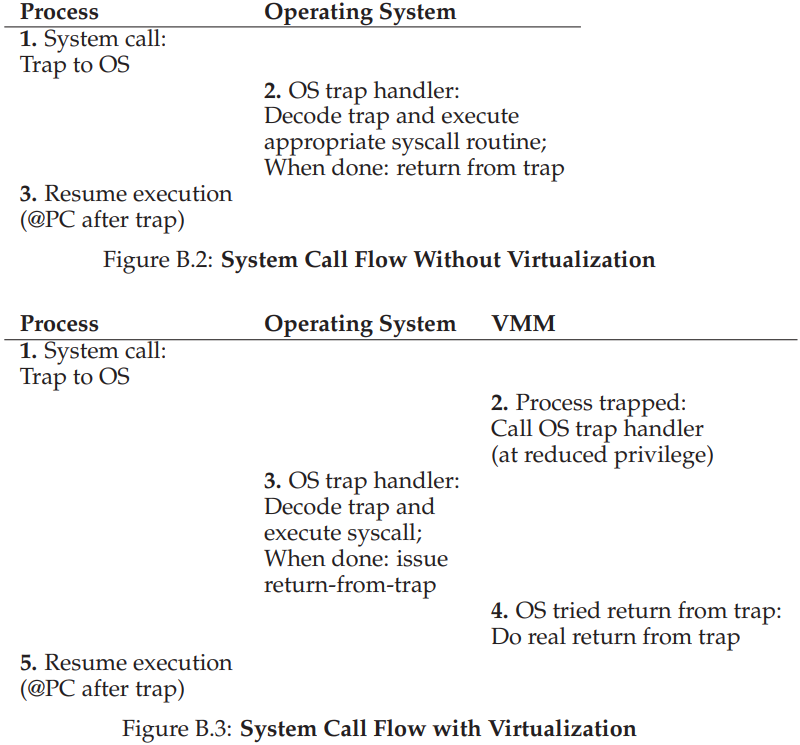 Process Operating System
1. System call:
Trap to OS
2. OS trap handler:
Decode trap and execute
appropriate syscall routine;
When done: return from trap
3. Resume execution
(@PC after trap)
Figure B.2: System Call Flow Without Virtualization
Process Operating System VMM
1. System call:
Trap to OS
2. Process trapped:
Call OS trap handler
(at reduced privilege)
3. OS trap handler:
Decode trap and
execute syscall;
When done: issue
return-from-trap
4. OS tried return from trap:
Do real return from trap
5. Resume execution
(@PC after trap)
Figure B.3: System Call Flow with Virtualization